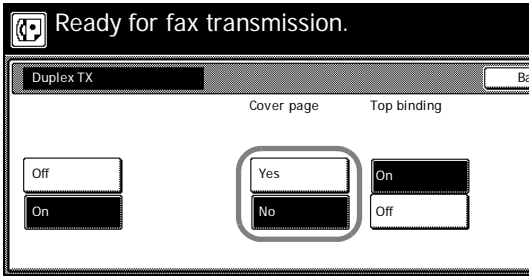 Ready for fax transmission.
Duplex TX
Cover page Top binding
Off Yes On
On No Off